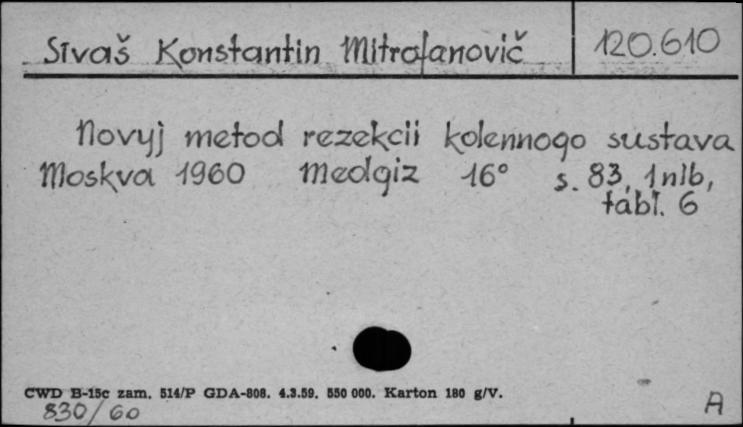 Sivaš Konstantin Mitrofanovič 120.610
Novyj metod rezekcii kolennogo sustava
Moskva 1960 Medgiz 16° s. 83, 1 nlb,
tabl. 6
CWD B-15c zam. 514/P GDA-808. 4.3.59. 550 000. Karton 180 g/V.
830/60 A